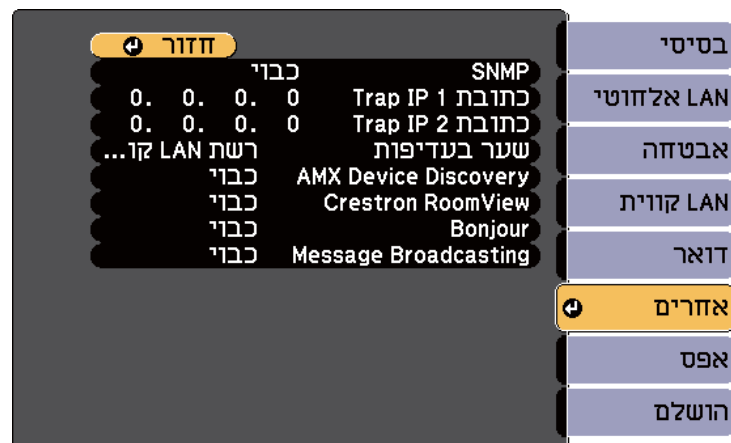 בסיסי
LAN אלחוטי
אבטחה
LAN קווית
דואר
אחרים
אפס
הושלם
חזור
SNMP כבוי
כתובת Trap IP 1 0. 0. 0. 0
כתובת Trap IP 2 0. 0. 0. 0
שער בעדיפות רשת LAN קו...
AMX Device Discovery כבוי
Crestron RoomView כבוי
Bonjour כבוי
Message Broadcasting כבוי